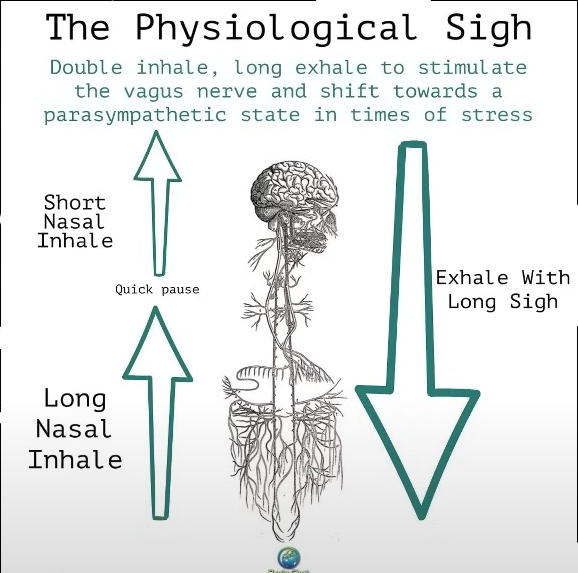 The Physiological Sigh
Double inhale, long exhale to stimulate
the vagus nerve and shift towards a
parasympathetic state in times of stress
Short
Nasal
Inhale
Quick pause
Long
Nasal
Inhale
Exhale With
Long Sigh